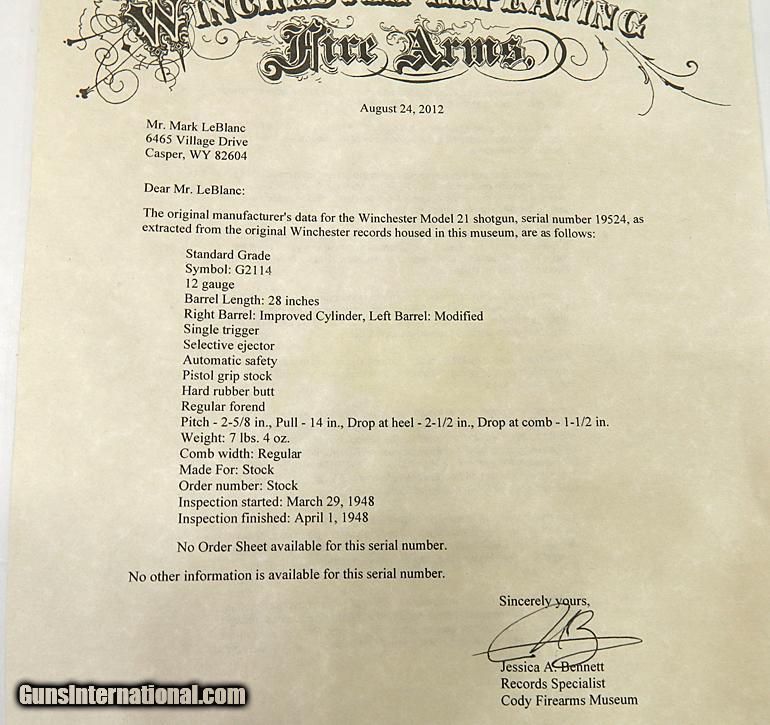 WINCHESTER REPEATING
Fire Arms.
August 24, 2012
Mr. Mark LeBlanc
6465 Village Drive
Casper, WY 82604
Dear Mr. LeBlanc:
The original manufacturer's data for the Winchester Model 21 shotgun, serial number 19524, as
extracted from the original Winchester records housed in this museum, are as follows:
Standard Grade
Symbol: G2114
12 gauge
Barrel Length: 28 inches
Right Barrel: Improved Cylinder, Left Barrel: Modified
Single trigger
Selective ejector
Automatic safety
Pistol grip stock
Hard rubber butt
Regular forend
Pitch - 2-5/8 in., Pull - 14 in., Drop at heel - 2-1/2 in., Drop at comb - 1-1/2 in.
Weight: 7 lbs. 4 oz.
Comb width: Regular
Made For: Stock
Order number: Stock
Inspection started: March 29, 1948
Inspection finished: April 1, 1948
No Order Sheet available for this serial number.
No other information is available for this serial number.
Sincerely yours,
Jessica A. Bennett
Records Specialist
Cody Firearms Museum
GunsInternational.com